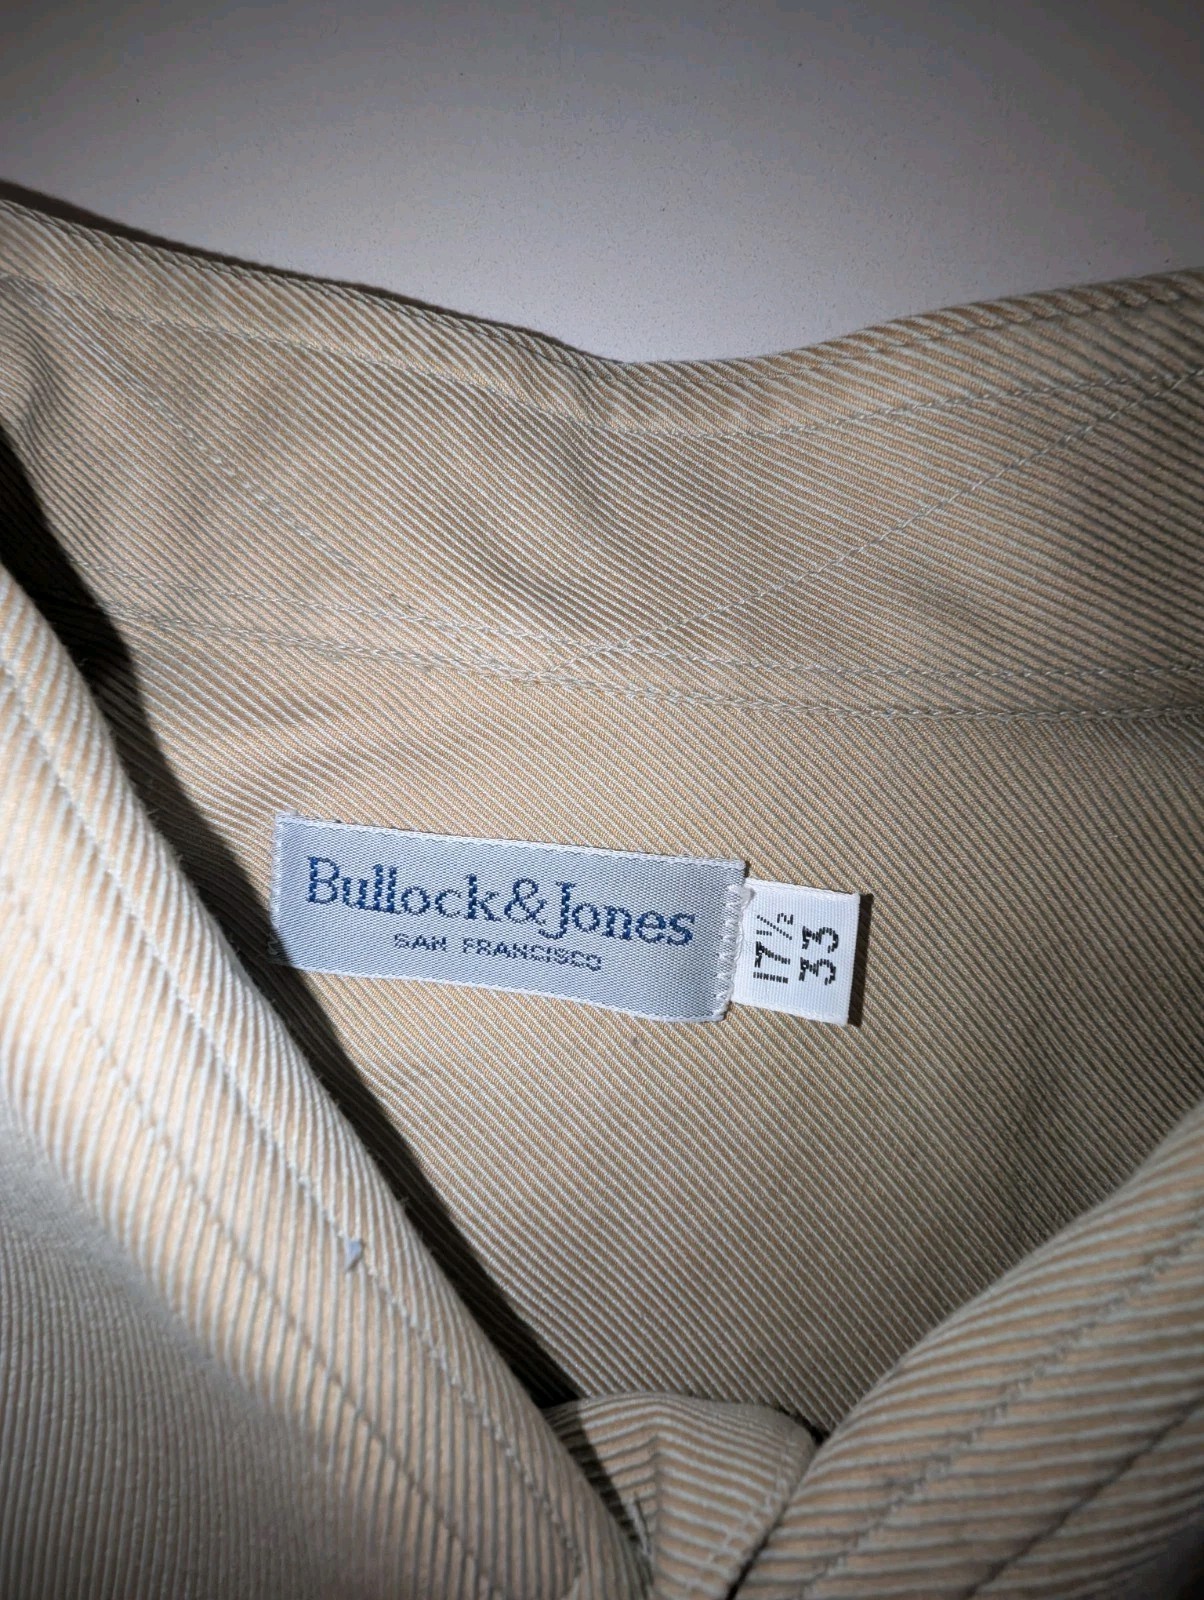 Bullock & Jones
SAN FRANCISCO
17½
33